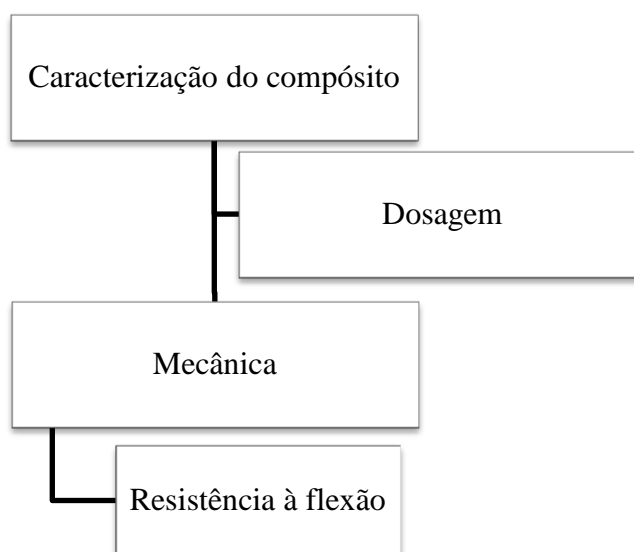 Caracterização do compósito
Dosagem
Mecânica
Resistência à flexão